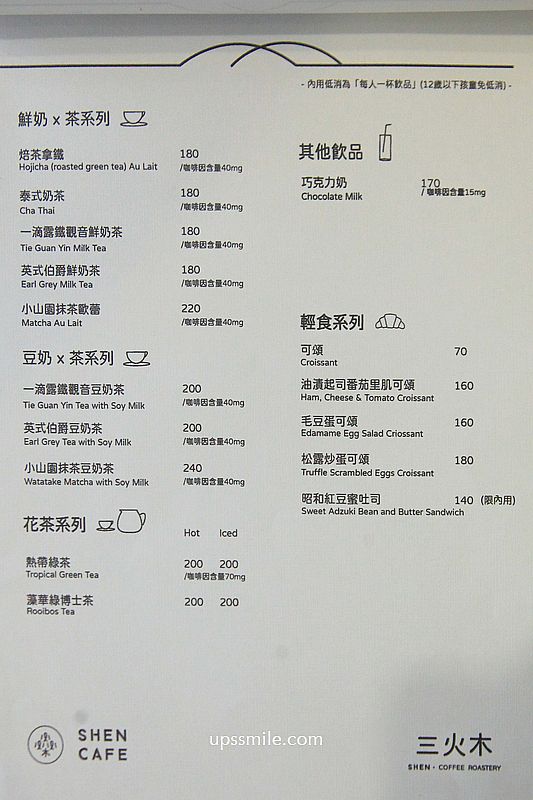 - 內用低消為「每人一杯飲品」(12歲以下孩童免低消) -
鮮奶 x 茶系列
焙茶拿鐵 180
Hojicha (roasted green tea) Au Lait /咖啡因含量40mg
泰式奶茶 180
Cha Thai /咖啡因含量40mg
一滴露鐵觀音鮮奶茶 180
Tie Guan Yin Milk Tea /咖啡因含量40mg
英式伯爵鮮奶茶 180
Earl Grey Milk Tea /咖啡因含量40mg
小山園抹茶歐蕾 220
Matcha Au Lait /咖啡因含量40mg
豆奶 x 茶系列
一滴露鐵觀音豆奶茶 200
Tie Guan Yin Tea with Soy Milk /咖啡因含量40mg
英式伯爵豆奶茶 200
Earl Grey Tea with Soy Milk /咖啡因含量40mg
小山園抹茶豆奶茶 240
Watatake Matcha with Soy Milk /咖啡因含量40mg
花茶系列
Hot Iced
熱帶綠茶 200 200
Tropical Green Tea /咖啡因含量70mg
藻華綠博士茶 200 200
Rooibos Tea
其他飲品
巧克力奶 170
Chocolate Milk / 咖啡因含量15mg
輕食系列
可頌 70
Croissant
油漬起司番茄里肌可頌 160
Ham, Cheese & Tomato Croissant
毛豆蛋可頌 160
Edamame Egg Salad Criossant
松露炒蛋可頌 180
Truffle Scrambled Eggs Croissant
昭和紅豆蜜吐司 140 (限內用)
Sweet Adzuki Bean and Butter Sandwich
SHEN
CAFE
upssmile.com
三火木
SHEN · COFFEE ROASTERY